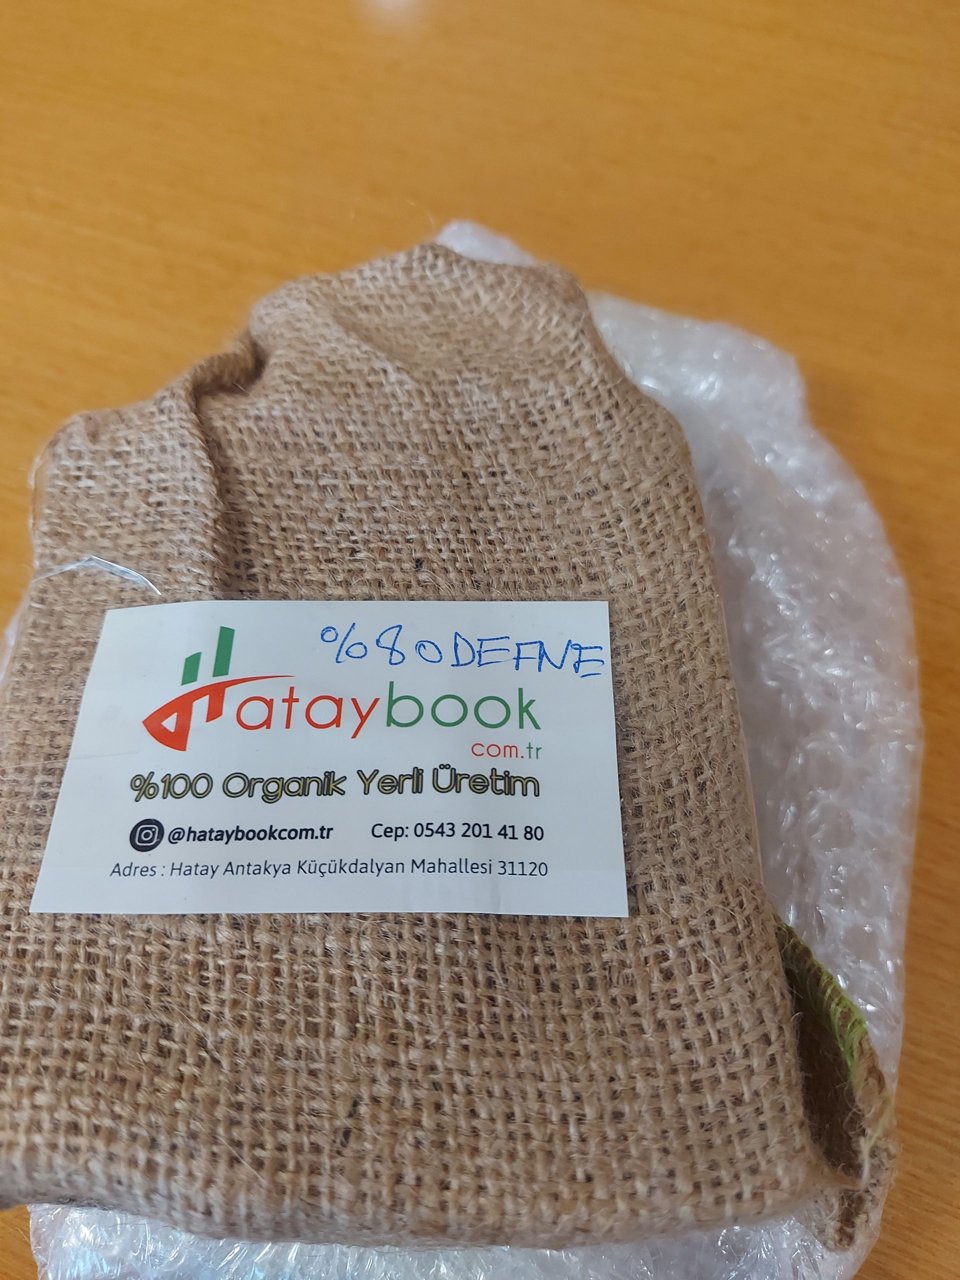 %80 DEFNE
Hataybook
com.tr
%100 Organik Yerli Üretim
@hataybookcom.tr Cep: 0543 201 41 80
Adres : Hatay Antakya Küçükdalyan Mahallesi 31120